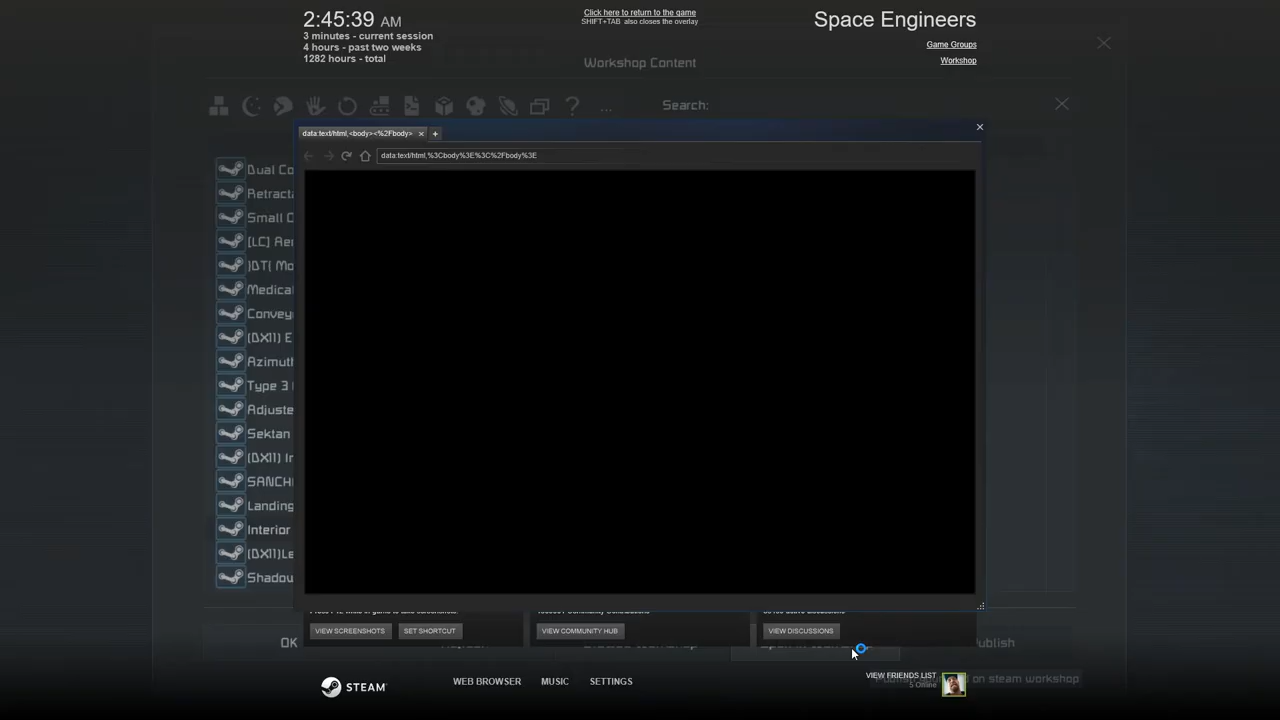 2:45:39 AM
3 minutes - current session
4 hours - past two weeks
1282 hours - total
Click here to return to the game
SHIFT+TAB also closes the overlay
Space Engineers
Game Groups
Workshop
Workshop Content
Search:
...
data:text/html,<body><%2Fbody>
data:text/html,%3Cbody%3E%3C%2Fbody%3E
Dual Co
Retract
Small C
[LC] Aer
)DT( Mo
Medical
Convey
(DX11) E
Azimuth
Type 3
Adjuste
Sektan
(DX11) In
SANCH
Landing
Interior
(DX11)Le
Shadow
VIEW SCREENSHOTS
SET SHORTCUT
VIEW COMMUNITY HUB
VIEW DISCUSSIONS
OK
Publish
STEAM
WEB BROWSER
MUSIC
SETTINGS
VIEW FRIENDS LIST
5 Offline
on steam workshop